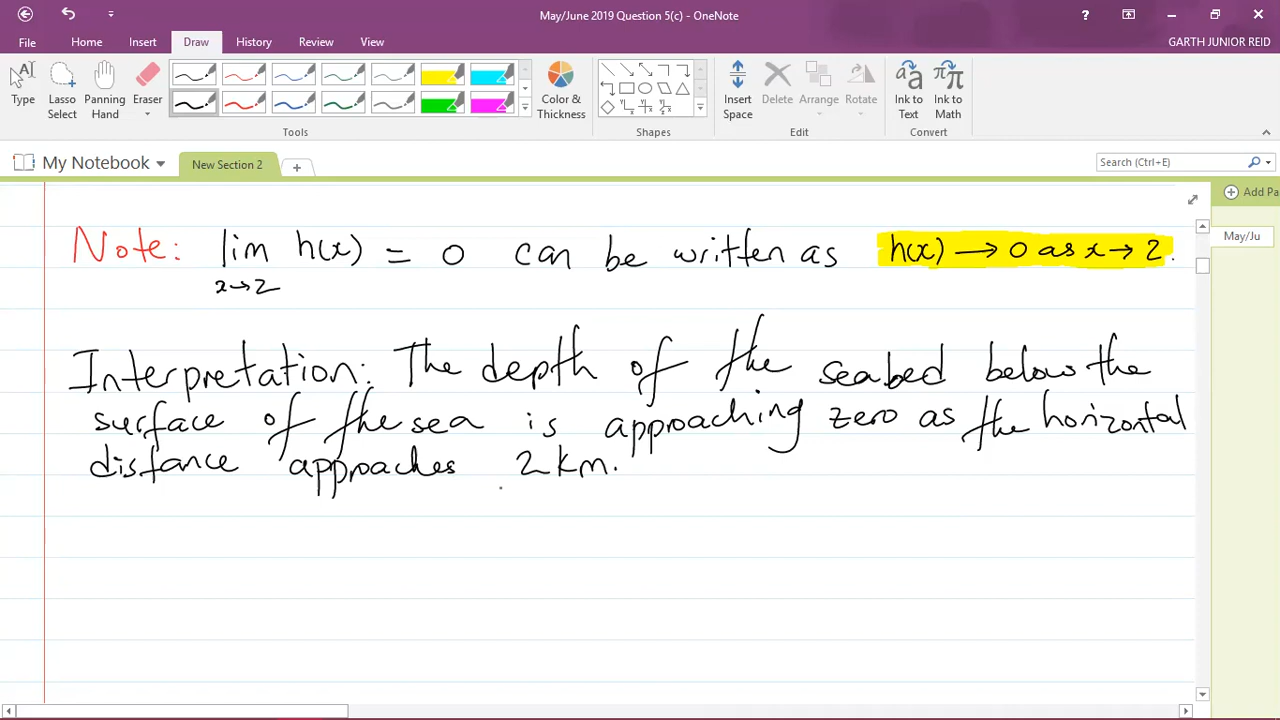 May/June 2019 Question 5(c) - OneNote
?
File
Home
Insert
Draw
History
Review
View
GARTH JUNIOR REID
Type
Lasso Select
Panning Hand
Eraser
Color & Thickness
Insert Space
Delete
Arrange
Rotate
Ink to Text
Ink to Math
Tools
Shapes
Edit
Convert
My Notebook
New Section 2
Search (Ctrl+E)
Add Pa
May/Ju
Note: lim h(x) = 0 can be written as h(x) → 0 as x → 2.
x→2
Interpretation: The depth of the seabed below the
surface of the sea is approaching zero as the horizontal
distance approaches 2km.